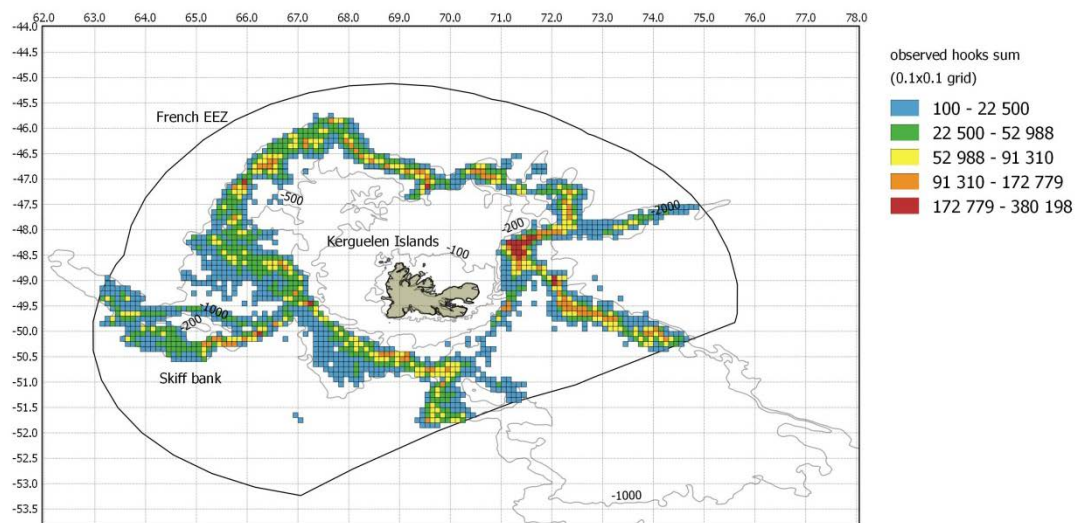 62.0 63.0 64.0 65.0 66.0 67.0 68.0 69.0 70.0 71.0 72.0 73.0 74.0 75.0 76.0 77.0 78.0
-44.0
-44.5
-45.0
-45.5
-46.0
-46.5
-47.0
-47.5
-48.0
-48.5
-49.0
-49.5
-50.0
-50.5
-51.0
-51.5
-52.0
-52.5
-53.0
-53.5
French EEZ
-500
-2000
-200
Kerguelen Islands
-100
-1000
-200
Skiff bank
-1000
observed hooks sum
(0.1x0.1 grid)
100 - 22 500
22 500 - 52 988
52 988 - 91 310
91 310 - 172 779
172 779 - 380 198